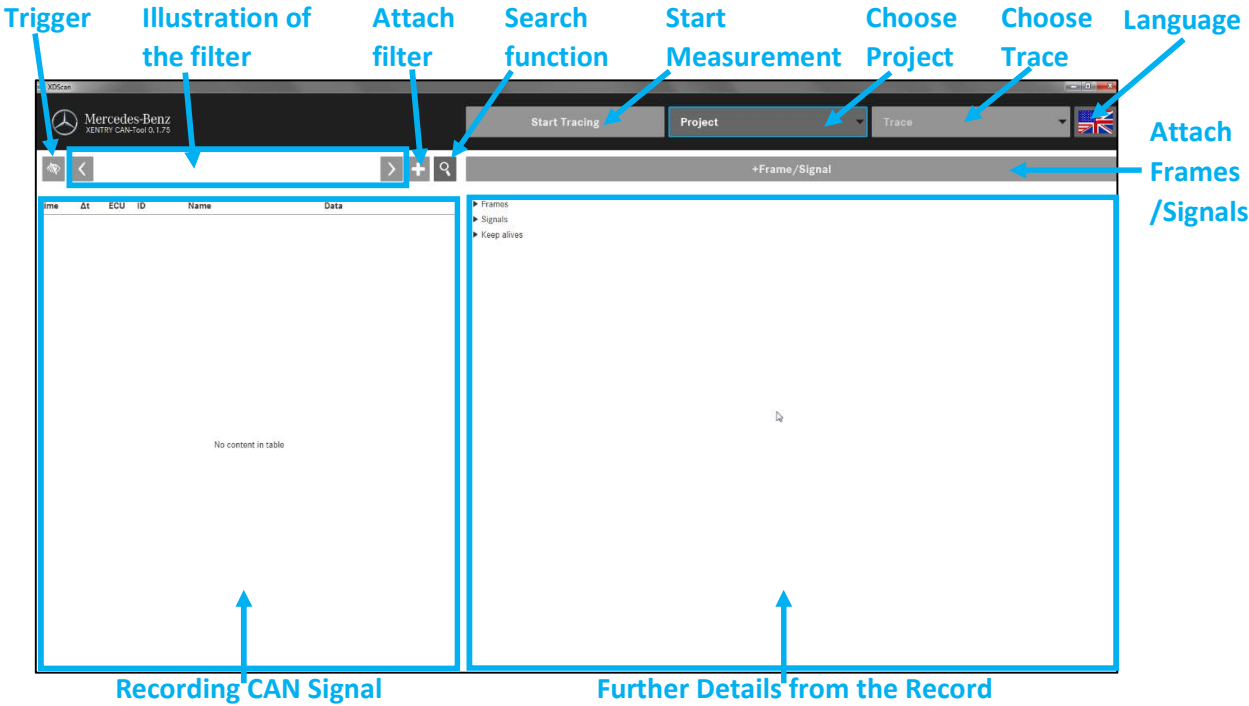 Trigger
Illustration of
the filter
Attach
filter
Search
function
Start
Measurement
Choose
Project
Choose
Trace
Language
XDScan
Mercedes-Benz
XENTRY CAN-Tool 0.1.75
Start Tracing
Project
Trace
Attach
Frames
/Signals
+Frame/Signal
ime Δt ECU ID Name Data
Frames
Signals
Keep alives
No content in table
Recording CAN Signal
Further Details from the Record